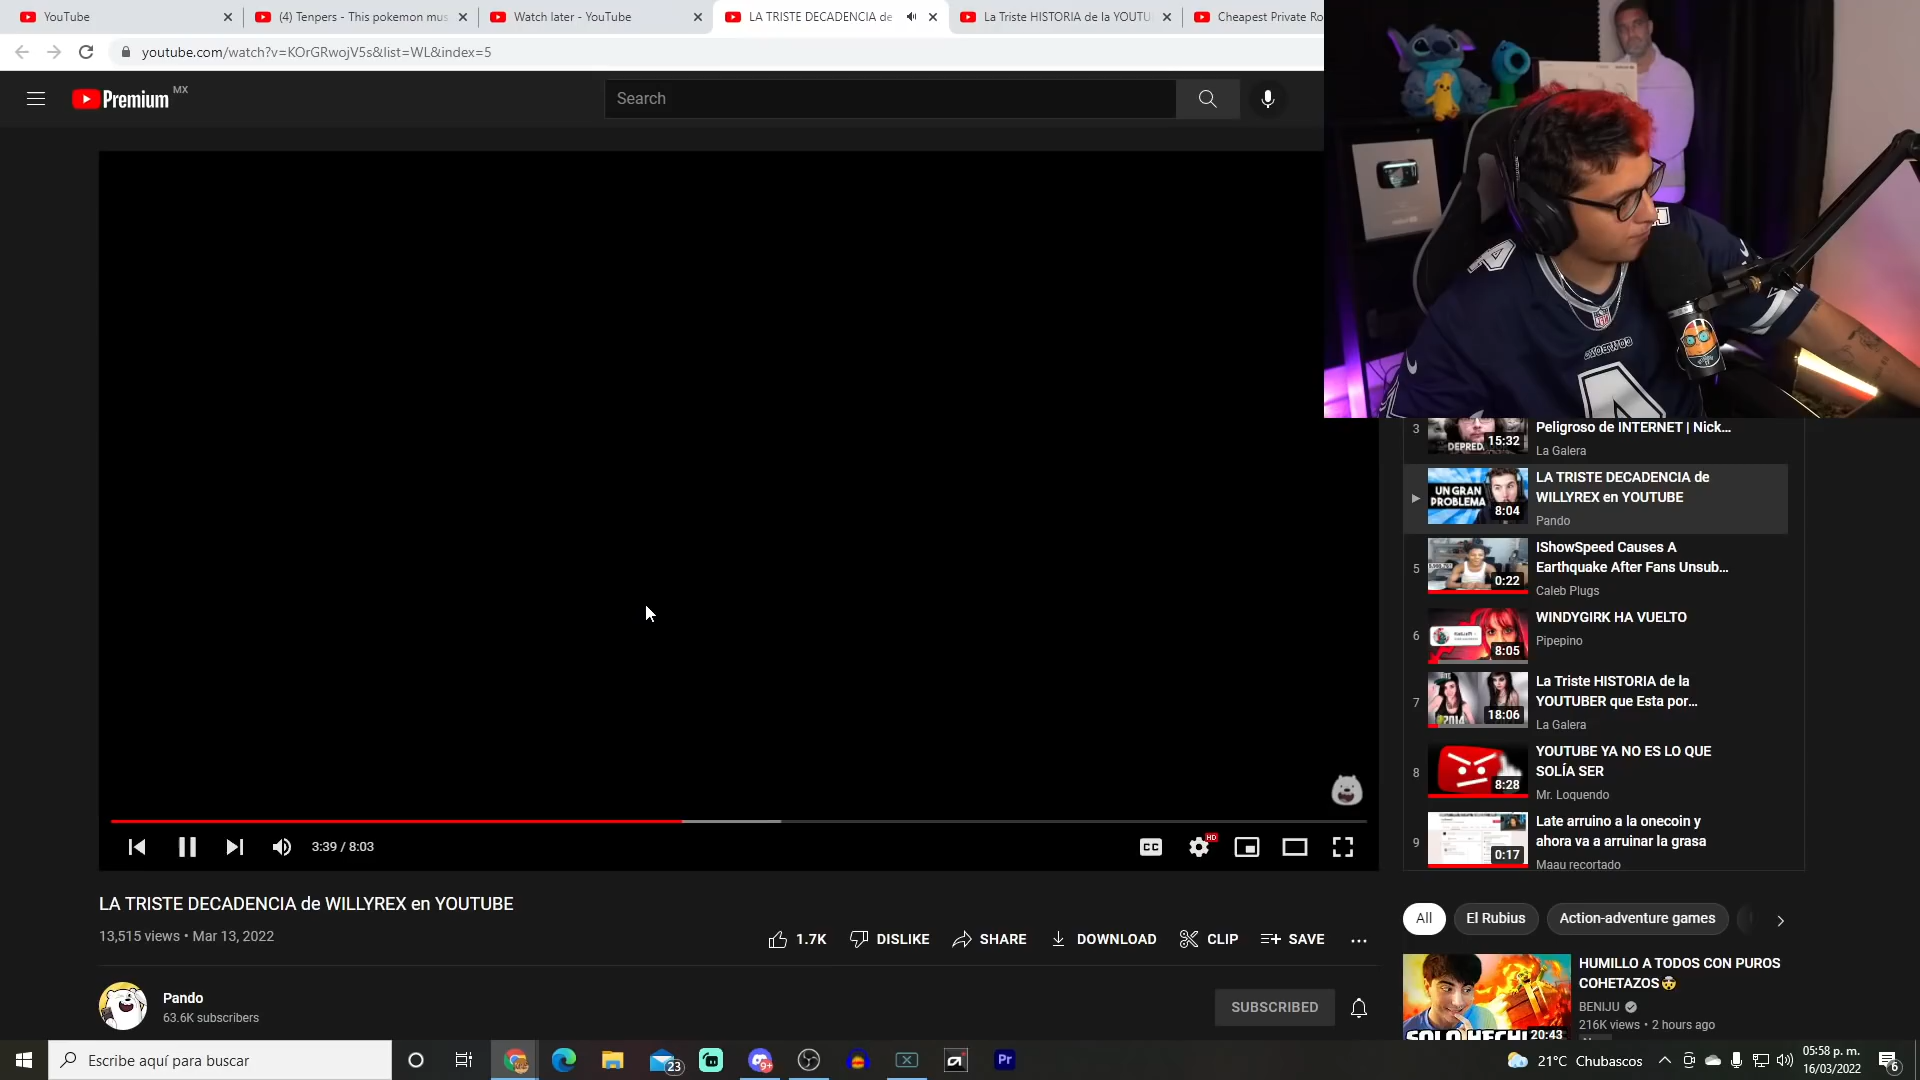 YouTube
(4) Tenpers - This pokemon mus
Watch later - YouTube
LA TRISTE DECADENCIA de
La Triste HISTORIA de la YOUTU
Cheapest Private Ro
youtube.com/watch?v=KOrGRwojV5s&list=WL&index=5
Premium MX
Search
3
15:32
Peligroso de INTERNET | Nick...
La Galera
UN GRAN
PROBLEMA
8:04
LA TRISTE DECADENCIA de
WILLYREX en YOUTUBE
Pando
5
0:22
IShowSpeed Causes A
Earthquake After Fans Unsub...
Caleb Plugs
6
8:05
WINDYGIRK HA VUELTO
Pipepino
7
2014
18:06
La Triste HISTORIA de la
YOUTUBER que Esta por...
La Galera
8
8:28
YOUTUBE YA NO ES LO QUE
SOLÍA SER
Mr. Loquendo
9
0:17
Late arruino a la onecoin y
ahora va a arruinar la grasa
Maau recortado
3:39 / 8:03
CC
HD
LA TRISTE DECADENCIA de WILLYREX en YOUTUBE
13,515 views • Mar 13, 2022
1.7K
DISLIKE
SHARE
DOWNLOAD
CLIP
SAVE
Pando
63.6K subscribers
SUBSCRIBED
All
El Rubius
Action-adventure games
HUMILLO A TODOS CON PUROS
COHETAZOS
BENIJU
216K views • 2 hours ago
20:43
Escribe aquí para buscar
23
9+
Pr
21°C Chubascos
05:58 p. m.
16/03/2022
6